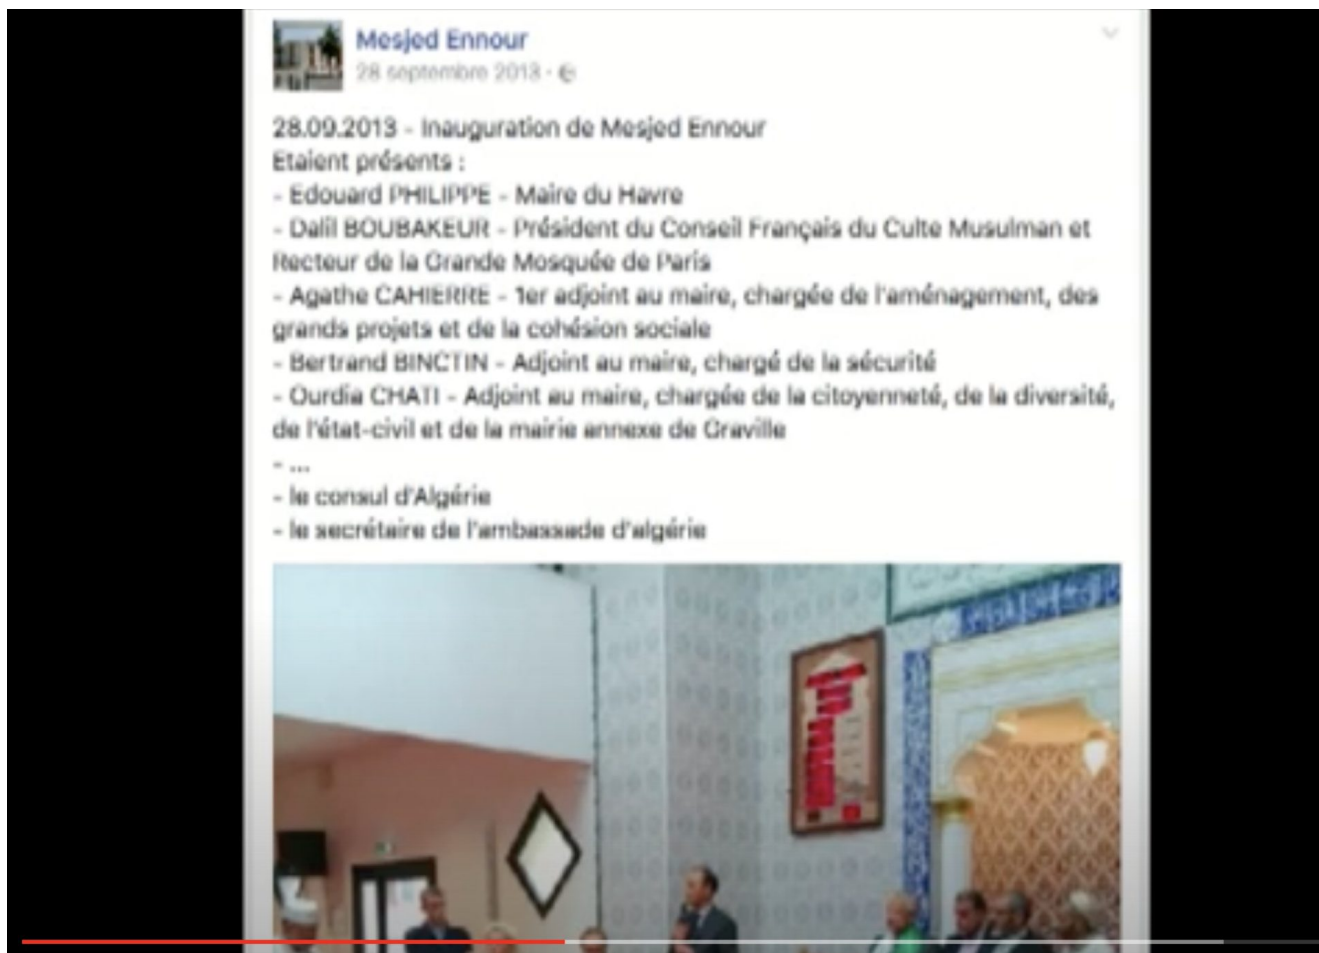 Mesjed Ennour
28 septembre 2013 ·
28.09.2013 - Inauguration de Mesjed Ennour
Etaient présents :
- Edouard PHILIPPE - Maire du Havre
- Dalil BOUBAKEUR - Président du Conseil Français du Culte Musulman et
Recteur de la Grande Mosquée de Paris
- Agathe CAHIERRE - 1er adjoint au maire, chargée de l'aménagement, des
grands projets et de la cohésion sociale
- Bertrand BINCTIN - Adjoint au maire, chargé de la sécurité
- Ourdia CHATI - Adjoint au maire, chargée de la citoyenneté, de la diversité,
de l'état-civil et de la mairie annexe de Graville
- ...
- le consul d'Algérie
- le secrétaire de l'ambassade d'algérie